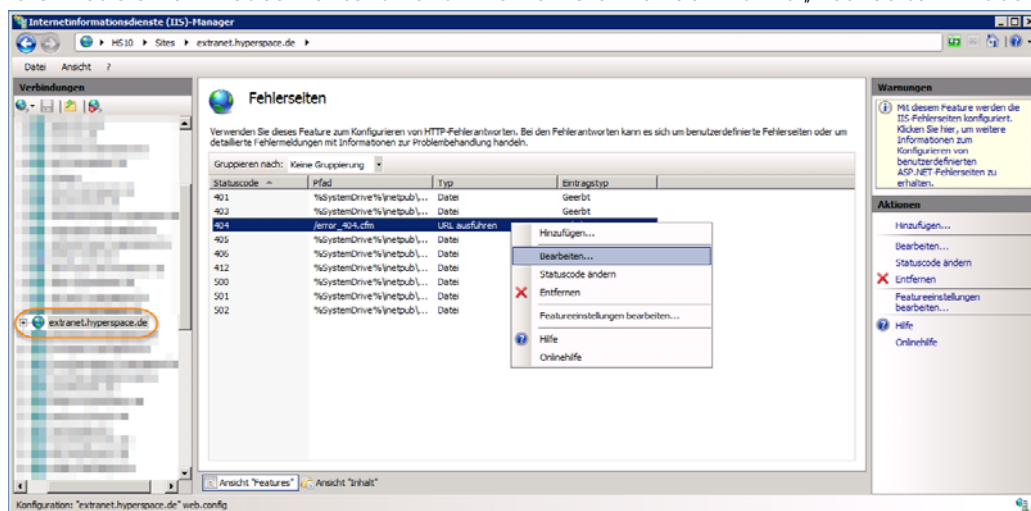 Internetinformationsdienste (IIS)-Manager
HS10 Sites extranet.hyperspace.de
Datei Ansicht ?
Verbindungen
extranet.hyperspace.de
Fehlerseiten
Verwenden Sie dieses Feature zum Konfigurieren von HTTP-Fehlerantworten. Bei den Fehlerantworten kann es sich um benutzerdefinierte Fehlerseiten oder um
detaillierte Fehlermeldungen mit Informationen zur Problembehandlung handeln.
Gruppieren nach: Keine Gruppierung
Statuscode Pfad Typ Eintragstyp
401 %SystemDrive%\inetpub\... Datei Geerbt
403 %SystemDrive%\inetpub\... Datei Geerbt
404 /error_404.cfm URL ausführen
405 %SystemDrive%\inetpub\... Datei
406 %SystemDrive%\inetpub\... Datei
412 %SystemDrive%\inetpub\... Datei
500 %SystemDrive%\inetpub\... Datei
501 %SystemDrive%\inetpub\... Datei
502 %SystemDrive%\inetpub\... Datei
Hinzufügen...
Bearbeiten...
Statuscode ändern
Entfernen
Featureeinstellungen bearbeiten...
Hilfe
Onlinehilfe
Ansicht "Features" Ansicht "Inhalt"
Warnungen
Mit diesem Feature werden die
IIS-Fehlerseiten konfiguriert.
Klicken Sie hier, um weitere
Informationen zum
Konfigurieren von
benutzerdefinierten
ASP.NET-Fehlerseiten zu
erhalten.
Aktionen
Hinzufügen...
Bearbeiten...
Statuscode ändern
Entfernen
Featureeinstellungen
bearbeiten...
Hilfe
Onlinehilfe
Konfiguration: "extranet.hyperspace.de" web.config